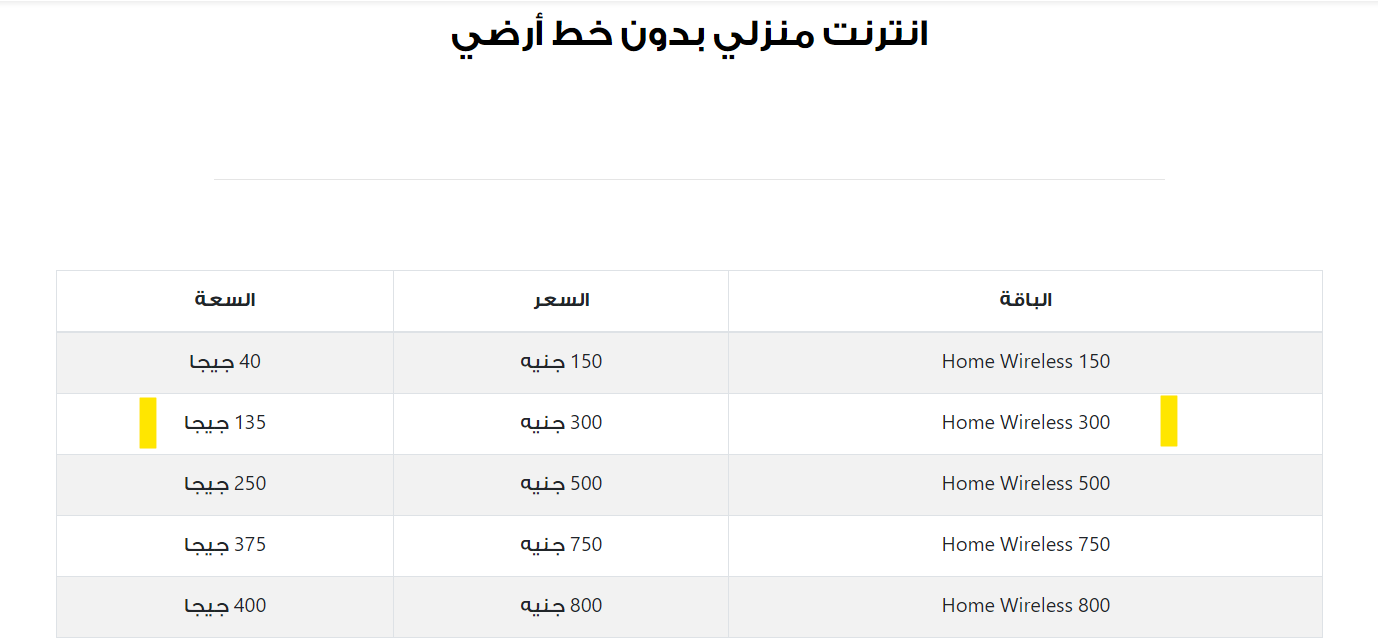 انترنت منزلي بدون خط أرضي
الباقة السعر السعة
Home Wireless 150 150 جنيه 40 جيجا
Home Wireless 300 300 جنيه 135 جيجا
Home Wireless 500 500 جنيه 250 جيجا
Home Wireless 750 750 جنيه 375 جيجا
Home Wireless 800 800 جنيه 400 جيجا